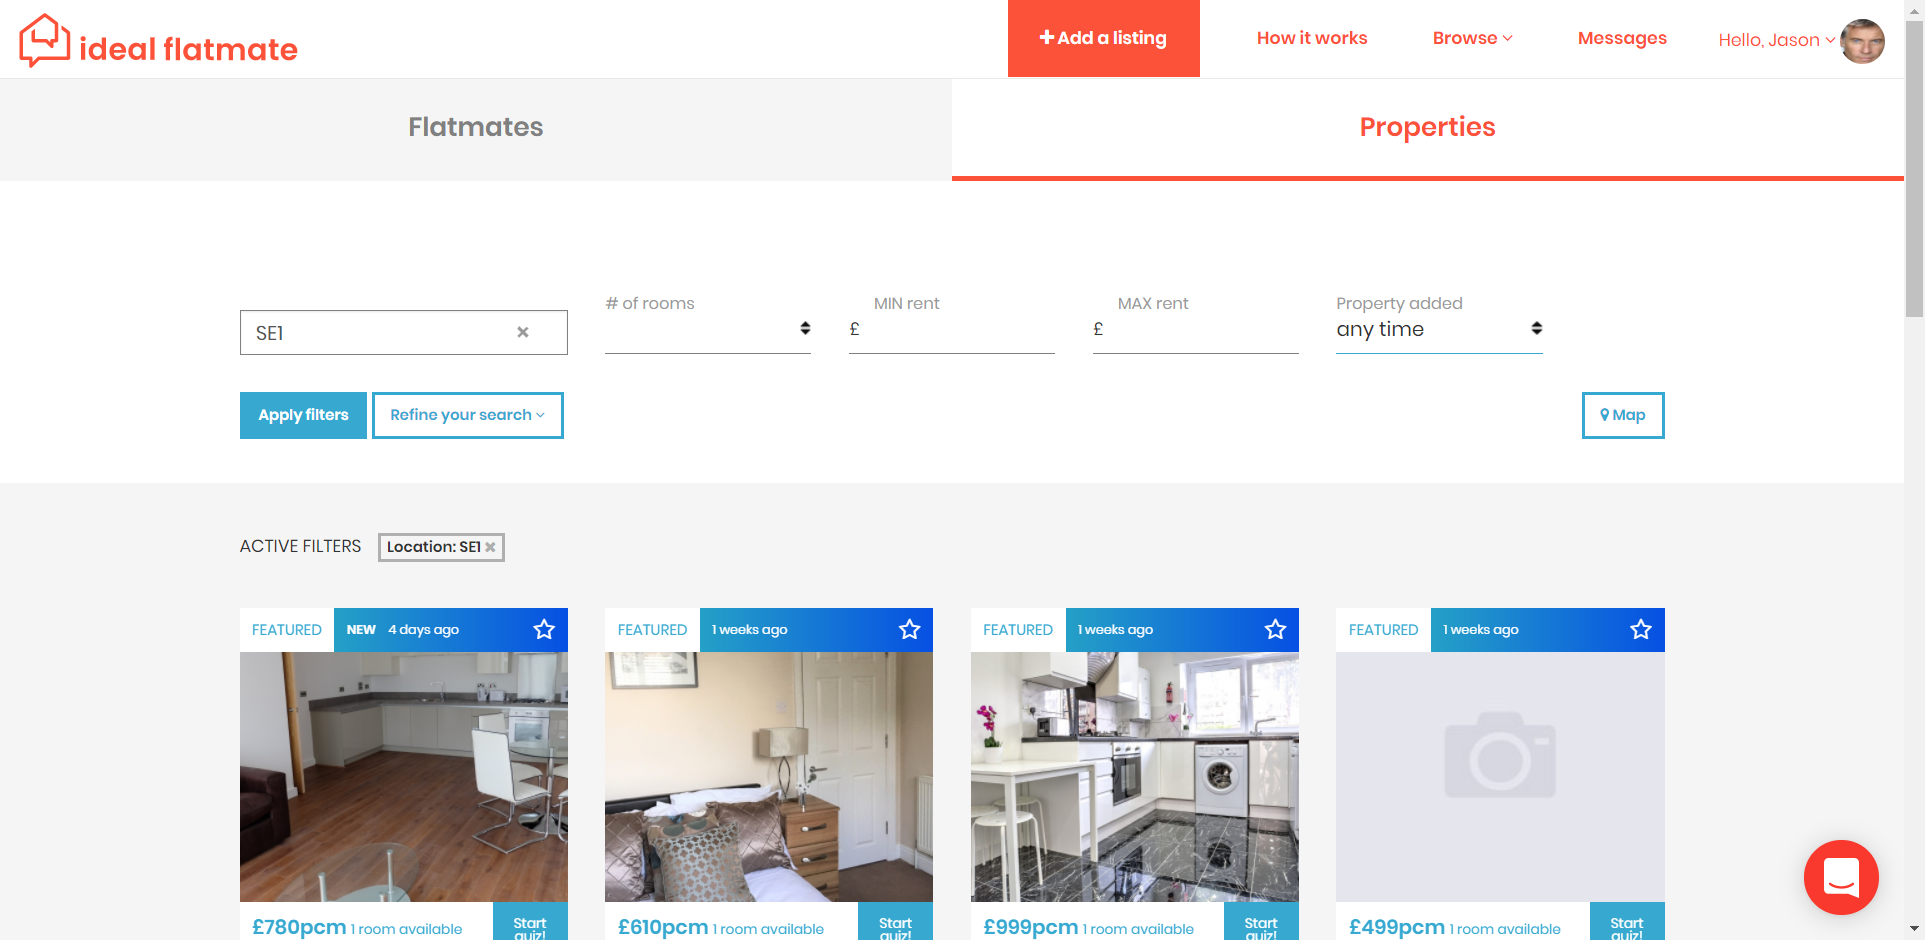 ideal flatmate
Add a listing
How it works
Browse
Messages
Hello, Jason
Flatmates
Properties
# of rooms
MIN rent
MAX rent
Property added
SE1
£
£
any time
Apply filters
Refine your search
Map
ACTIVE FILTERS
Location: SE1
FEATURED
NEW 4 days ago
FEATURED
1 weeks ago
FEATURED
1 weeks ago
FEATURED
1 weeks ago
£780pcm 1 room available
Start
quiz!
£610pcm 1 room available
Start
quiz!
£999pcm 1 room available
Start
quiz!
£499pcm 1 room available
Start
quiz!